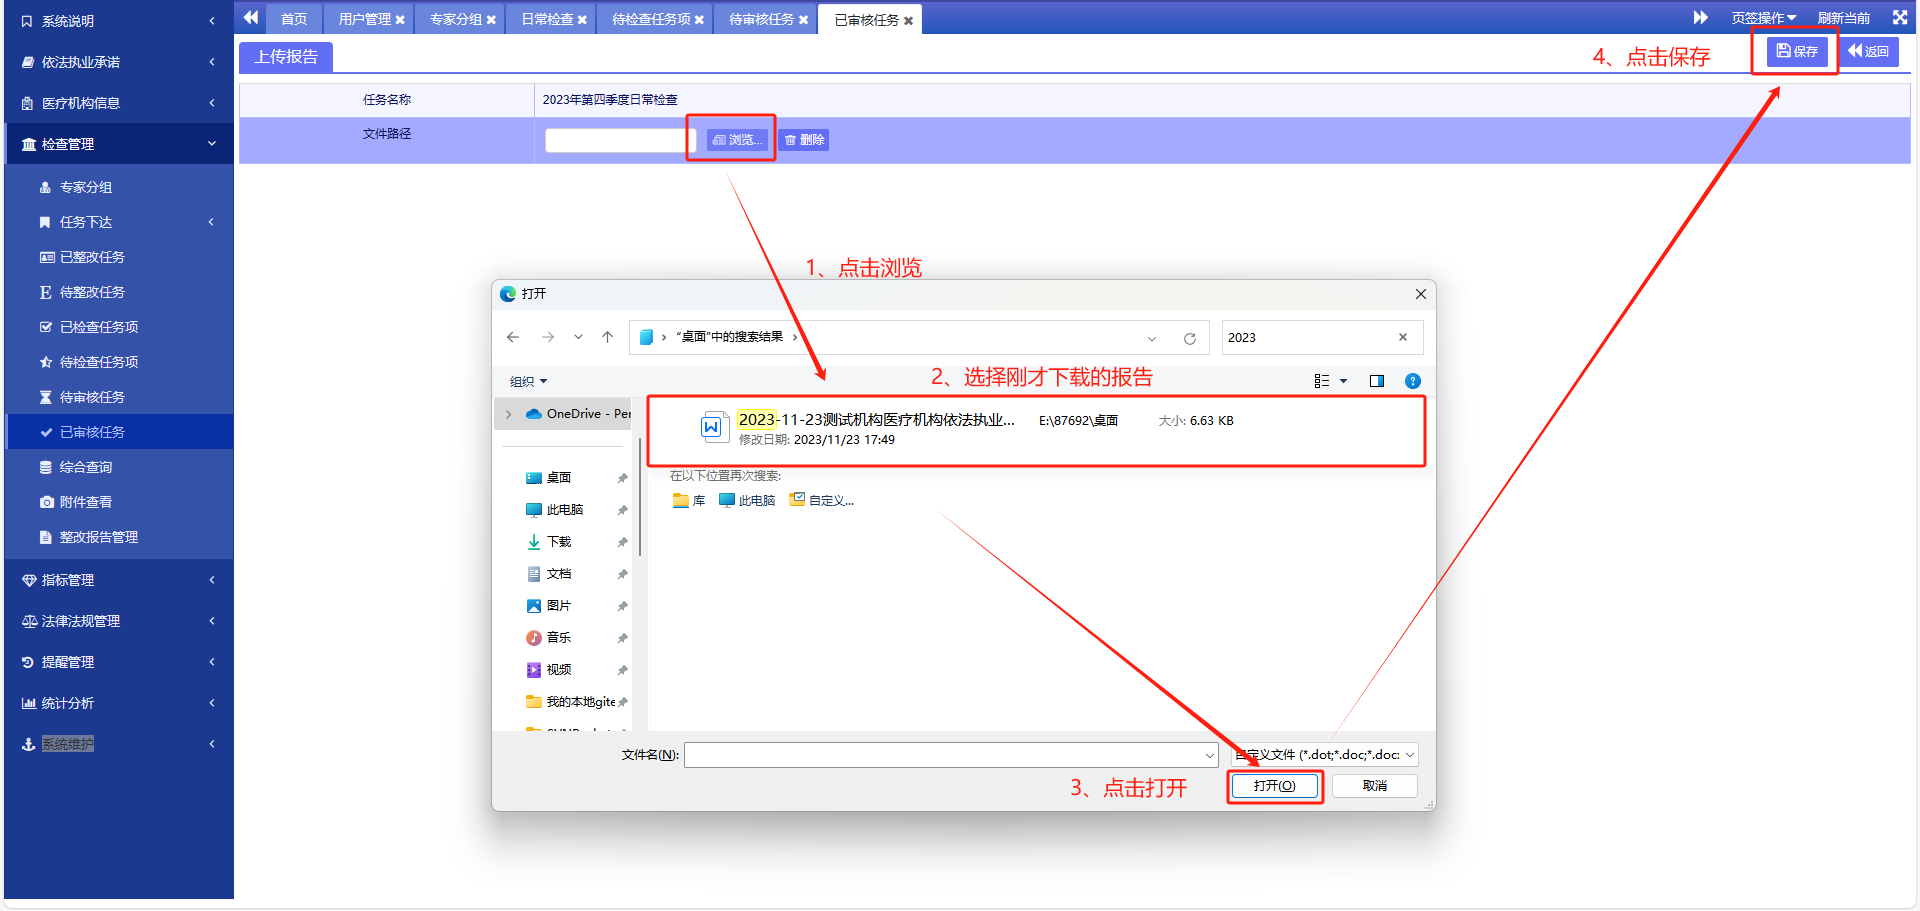 系统说明
依法执业承诺
医疗机构信息
检查管理
专家分组
任务下达
已整改任务
待整改任务
已检查任务项
待检查任务项
待审核任务
已审核任务
综合查询
附件查看
整改报告管理
指标管理
法律法规管理
提醒管理
统计分析
系统维护
首页 用户管理 专家分组 日常检查 待检查任务项 待审核任务 已审核任务 页签操作 刷新当前
上传报告
4、点击保存
保存 返回
任务名称 2023年第四季度日常检查
文件路径 浏览... 删除
1、点击浏览
打开
“桌面”中的搜索结果 2023
组织
2、选择刚才下载的报告
OneDrive - Per
2023-11-23测试机构医疗机构依法执业... E:\87692\桌面 大小: 6.63 KB
修改日期: 2023/11/23 17:49
在以下位置再次搜索:
库 此电脑 自定义...
桌面
此电脑
下载
文档
图片
音乐
视频
我的本地gite
文件名(N): 自定义文件 (*.dot;*.doc;*.doc:
3、点击打开
打开(O) 取消